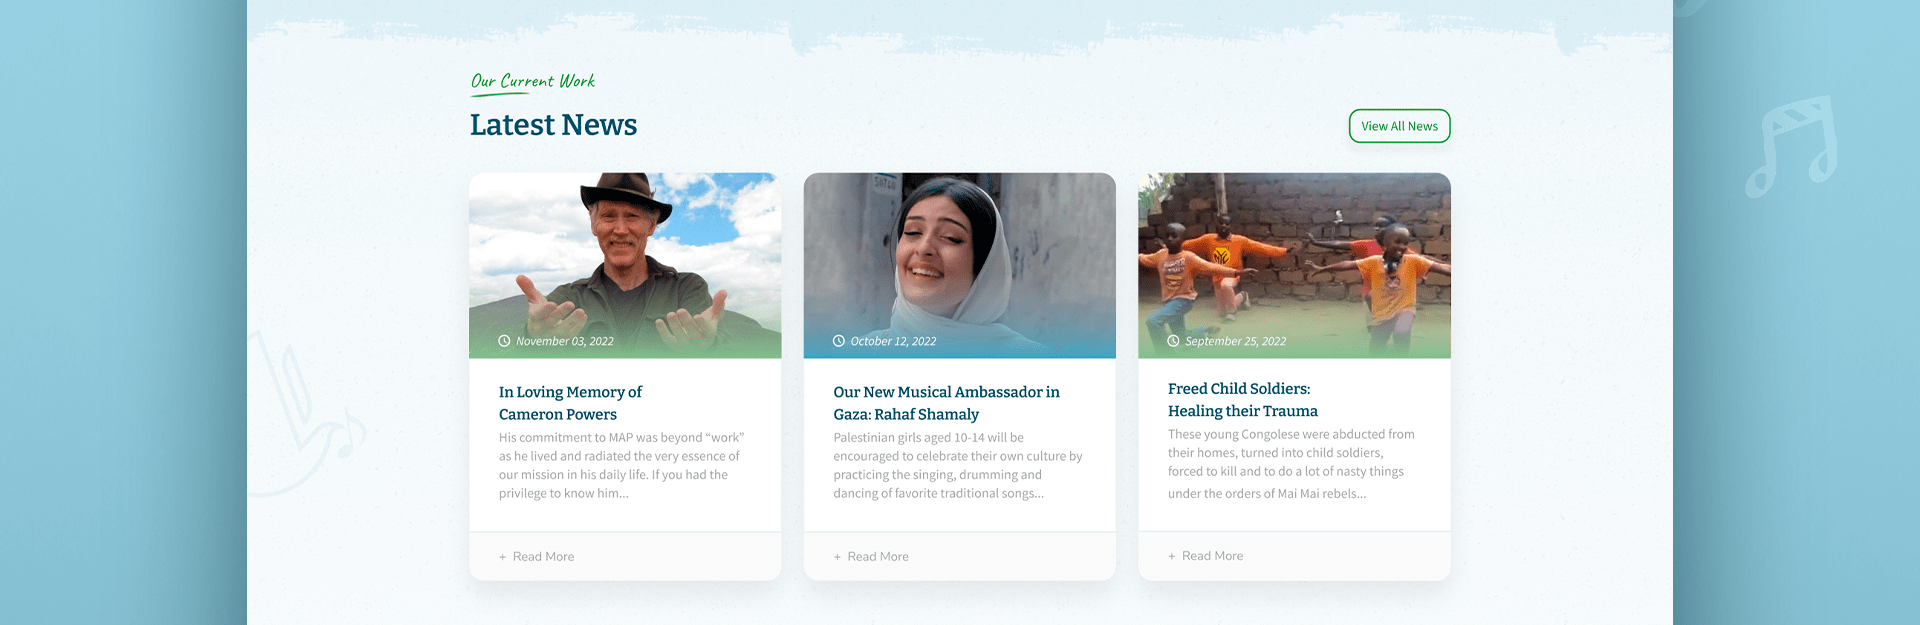 Our Current Work
Latest News
View All News
November 03, 2022
In Loving Memory of
Cameron Powers
His commitment to MAP was beyond “work”
as he lived and radiated the very essence of
our mission in his daily life. If you had the
privilege to know him...
+ Read More
October 12, 2022
Our New Musical Ambassador in
Gaza: Rahaf Shamaly
Palestinian girls aged 10-14 will be
encouraged to celebrate their own culture by
practicing the singing, drumming and
dancing of favorite traditional songs...
+ Read More
September 25, 2022
Freed Child Soldiers:
Healing their Trauma
These young Congolese were abducted from
their homes, turned into child soldiers,
forced to kill and to do a lot of nasty things
under the orders of Mai Mai rebels...
+ Read More